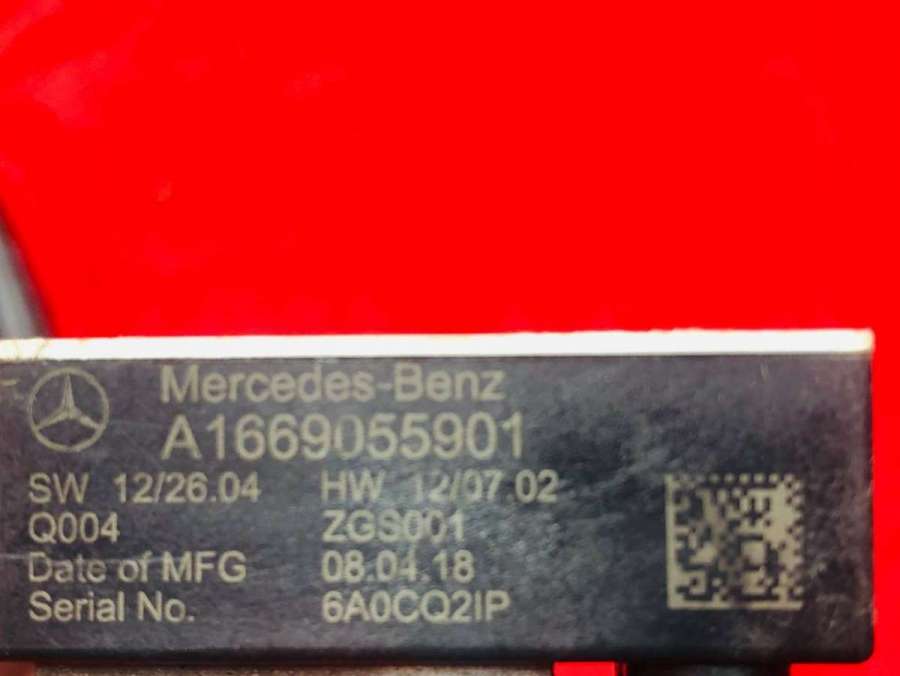 Mercedes-Benz
A1669055901
SW 12/26.04 HW 12/07.02
Q004 ZGS001
Date of MFG 08.04.18
Serial No. 6A0CQ2IP